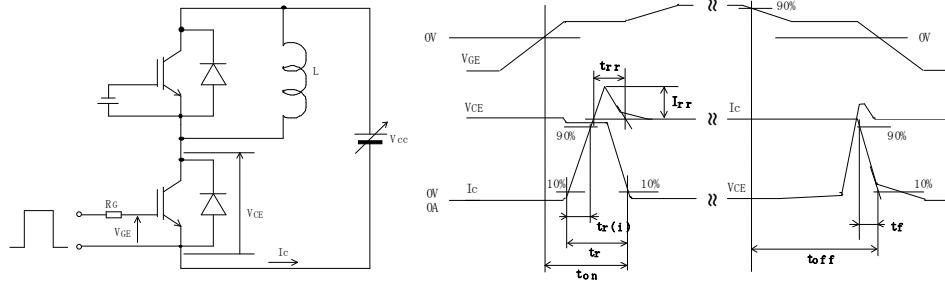 L
Vcc
RG
VGE
VCE
Ic
0V
VGE
trr
Irr
VCE
90%
10%
10%
0V
0A
Ic
tr(i)
tr
ton
90%
0V
Ic
90%
VCE
10%
tf
toff